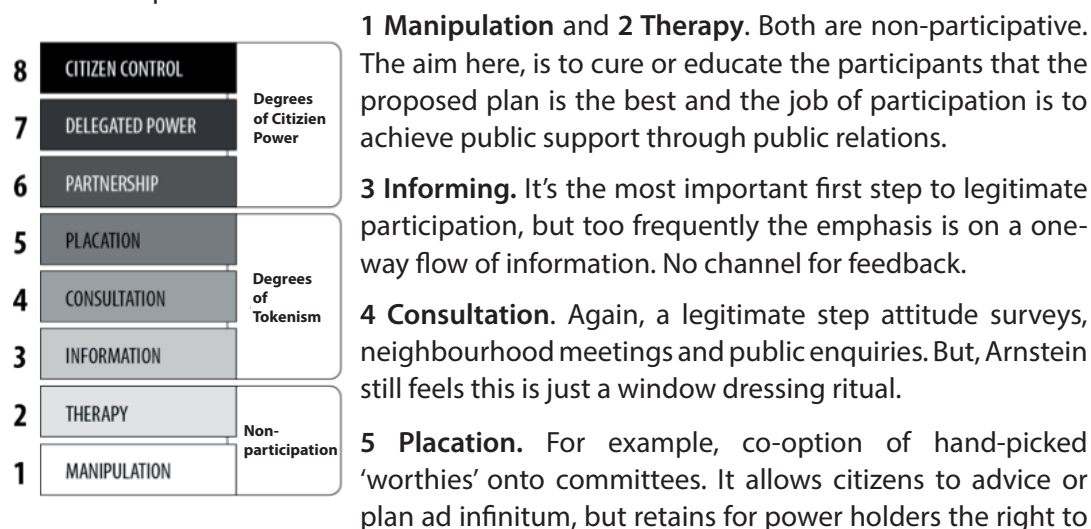 8 CITIZEN CONTROL
7 DELEGATED POWER
6 PARTNERSHIP
5 PLACATION
4 CONSULTATION
3 INFORMATION
2 THERAPY
1 MANIPULATION
Degrees
of Citizien
Power
Degrees
of
Tokenism
Non-
participation
1 Manipulation and 2 Therapy. Both are non-participative.
The aim here, is to cure or educate the participants that the
proposed plan is the best and the job of participation is to
achieve public support through public relations.
3 Informing. It's the most important first step to legitimate
participation, but too frequently the emphasis is on a one-
way flow of information. No channel for feedback.
4 Consultation. Again, a legitimate step attitude surveys,
neighbourhood meetings and public enquiries. But, Arnstein
still feels this is just a window dressing ritual.
5 Placation. For example, co-option of hand-picked
'worthies' onto committees. It allows citizens to advice or
plan ad infinitum, but retains for power holders the right to